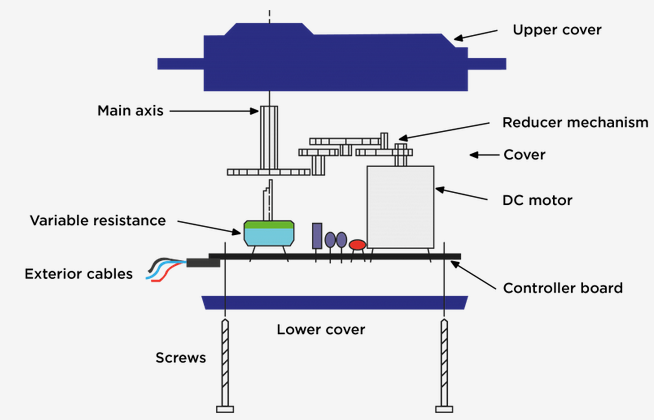 Upper cover
Main axis
Reducer mechanism
Cover
DC motor
Variable resistance
Exterior cables
Controller board
Lower cover
Screws